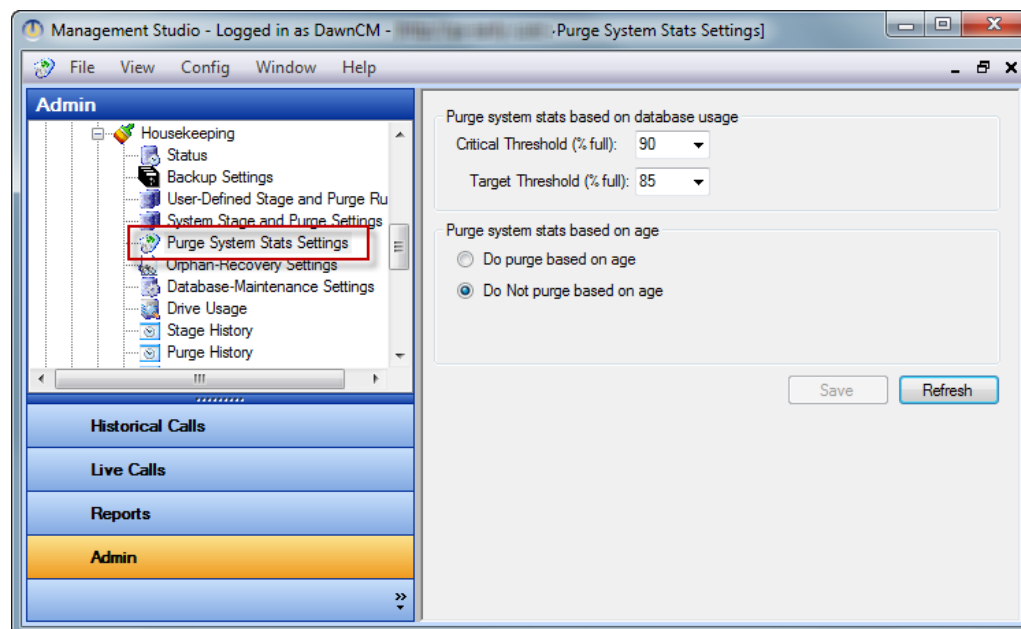 Management Studio - Logged in as DawnCM - Purge System Stats Settings]
File View Config Window Help
Admin
Housekeeping
Status
Backup Settings
User-Defined Stage and Purge Ru
System Stage and Purge Settings
Purge System Stats Settings
Orphan-Recovery Settings
Database-Maintenance Settings
Drive Usage
Stage History
Purge History
Historical Calls
Live Calls
Reports
Admin
Purge system stats based on database usage
Critical Threshold (% full): 90
Target Threshold (% full): 85
Purge system stats based on age
Do purge based on age
Do Not purge based on age
Save Refresh